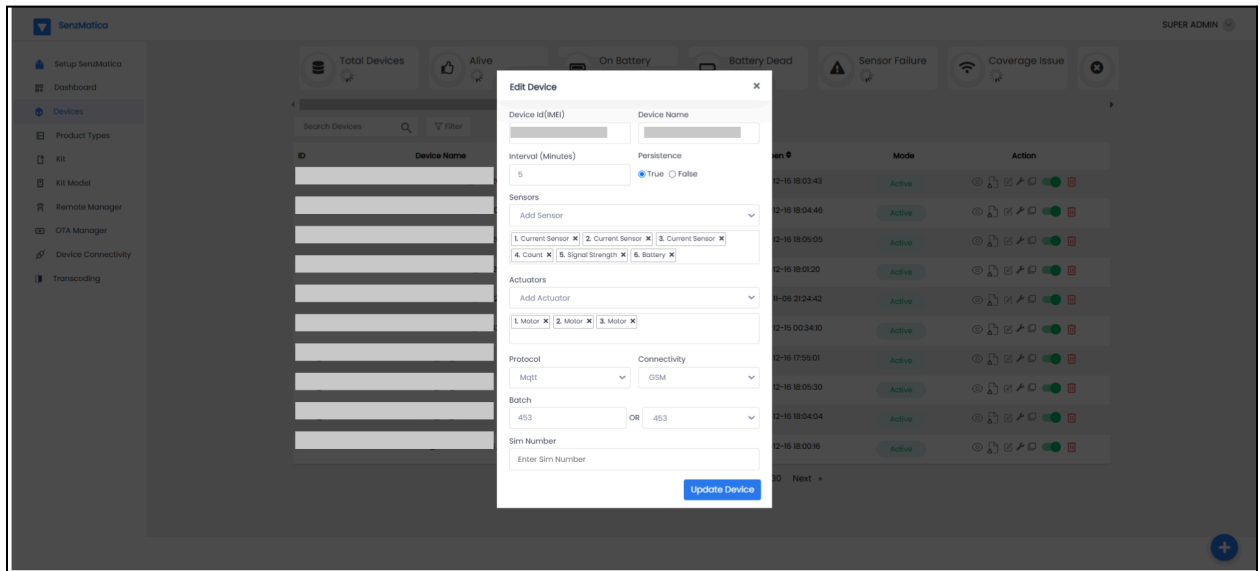 SenzMatica
SUPER ADMIN
Setup SenzMatica
Dashboard
Devices
Product Types
Kit
Kit Model
Remote Manager
OTA Manager
Device Connectivity
Transcoding
Total Devices
Alive
On Battery
Battery Dead
Sensor Failure
Coverage Issue
Search Devices
Filter
ID Device Name Mode Action
12-16 18:03:43 Active
12-16 18:04:46 Active
12-16 18:05:05 Active
12-16 18:01:20 Active
11-06 21:24:42 Active
12-15 00:34:10 Active
12-16 17:55:01 Active
12-16 18:05:30 Active
12-16 18:04:04 Active
12-16 18:00:16 Active
30 Next »
Edit Device
Device Id(IMEI) Device Name
Interval (Minutes) Persistence
5 True False
Sensors
Add Sensor
1. Current Sensor × 2. Current Sensor × 3. Current Sensor ×
4. Count × 5. Signal Strength × 6. Battery ×
Actuators
Add Actuator
1. Motor × 2. Motor × 3. Motor ×
Protocol Connectivity
Mqtt GSM
Batch
453 OR 453
Sim Number
Enter Sim Number
Update Device